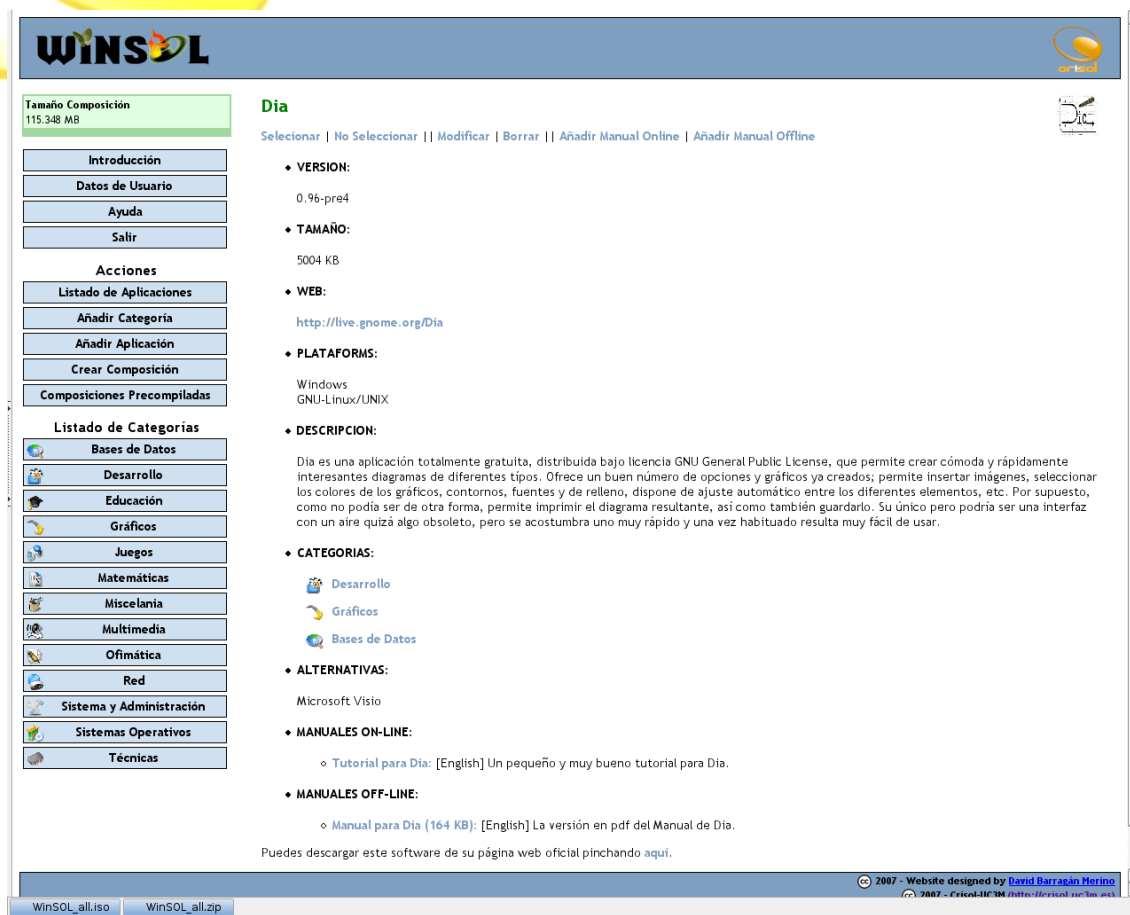 WiNSOL
crisol
Tamaño Composición
115.348 MB
Introducción
Datos de Usuario
Ayuda
Salir
Acciones
Listado de Aplicaciones
Añadir Categoría
Añadir Aplicación
Crear Composición
Composiciones Precompiladas
Listado de Categorías
Bases de Datos
Desarrollo
Educación
Gráficos
Juegos
Matemáticas
Miscelania
Multimedia
Ofimática
Red
Sistema y Administración
Sistemas Operativos
Técnicas
Dia
Dia
Selecionar | No Seleccionar || Modificar | Borrar || Añadir Manual Online | Añadir Manual Offline
VERSION:
0.96-pre4
TAMAÑO:
5004 KB
WEB:
http://live.gnome.org/Dia
PLATAFORMS:
Windows
GNU-Linux/UNIX
DESCRIPCION:
Dia es una aplicación totalmente gratuita, distribuida bajo licencia GNU General Public License, que permite crear cómoda y rápidamente
interesantes diagramas de diferentes típos. Ofrece un buen número de opciones y gráficos ya creados; permite insertar imágenes, seleccionar
los colores de los gráficos, contornos, fuentes y de relleno, dispone de ajuste automático entre los diferentes elementos, etc. Por supuesto,
como no podía ser de otra forma, permite imprimir el diagrama resultante, así como también guardarlo. Su único pero podría ser una interfaz
con un aire quizá algo obsoleto, pero se acostumbra uno muy rápido y una vez habituado resulta muy fácil de usar.
CATEGORIAS:
Desarrollo
Gráficos
Bases de Datos
ALTERNATIVAS:
Microsoft Visio
MANUALES ON-LINE:
Tutorial para Dia: [English] Un pequeño y muy bueno tutorial para Dia.
MANUALES OFF-LINE:
Manual para Dia (164 KB): [English] La versión en pdf del Manual de Dia.
Puedes descargar este software de su página web oficial pinchando aquí.
cc 2007 - Website designed by David Barragán Merino
cc 2007 - Crisol-UC3M (http://crisol.uc3m.es)
WinSOL_all.iso WinSOL_all.zip